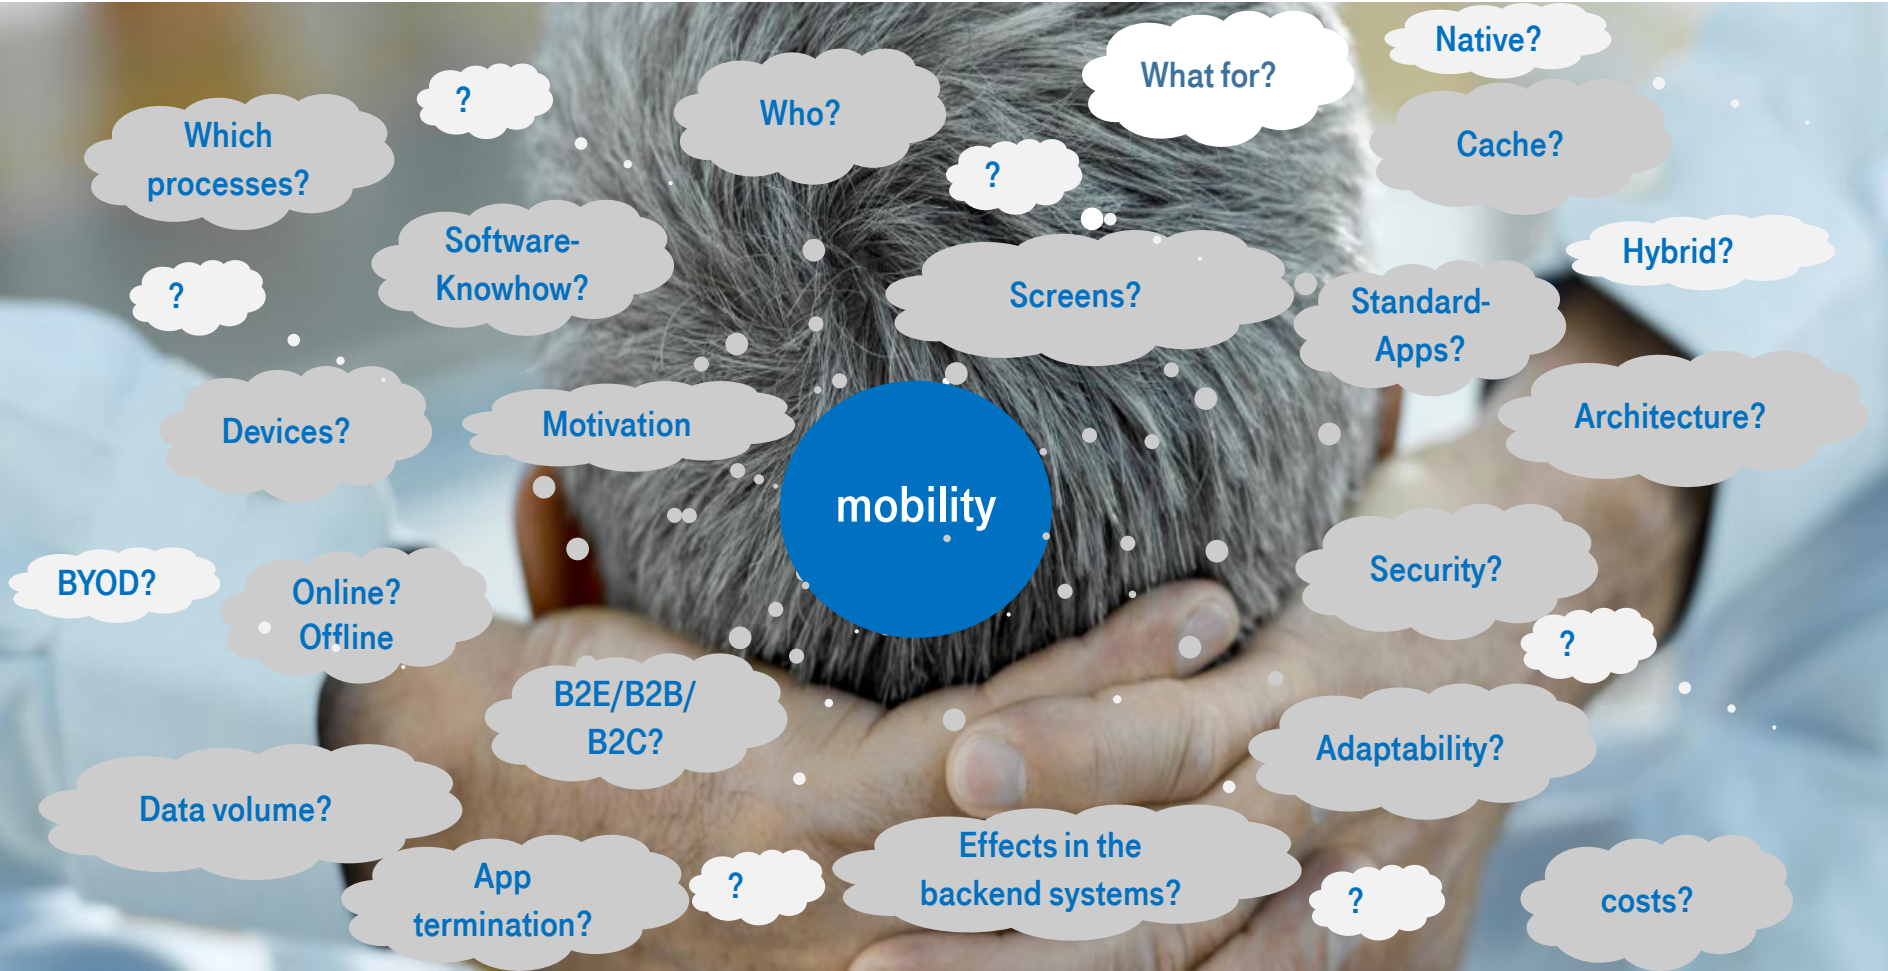 Native?
What for?
?
Who?
Which
processes?
Cache?
?
Software-
Knowhow?
Hybrid?
?
Screens?
Standard-
Apps?
Devices?
Motivation
Architecture?
mobility
BYOD?
Online?
Offline
Security?
?
B2E/B2B/
B2C?
Adaptability?
Data volume?
App
termination?
?
Effects in the
backend systems?
?
costs?